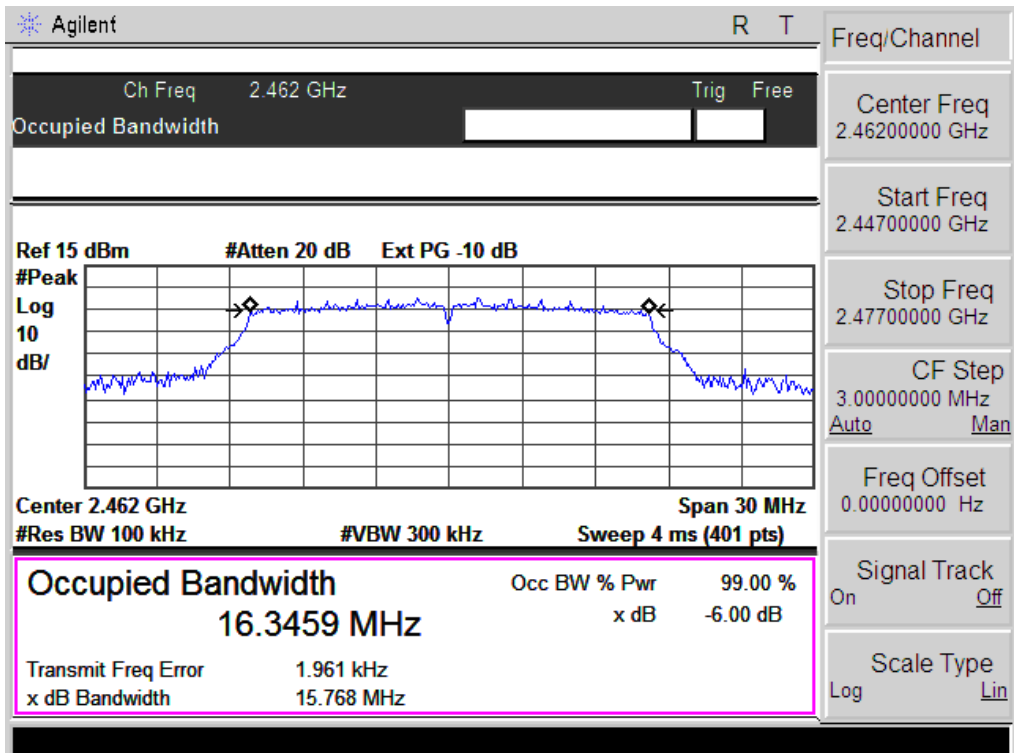 Agilent R T
Ch Freq 2.462 GHz Trig Free
Occupied Bandwidth
Ref 15 dBm #Atten 20 dB Ext PG -10 dB
#Peak
Log
10
dB/
Center 2.462 GHz Span 30 MHz
#Res BW 100 kHz #VBW 300 kHz Sweep 4 ms (401 pts)
Occupied Bandwidth Occ BW % Pwr 99.00 %
16.3459 MHz x dB -6.00 dB
Transmit Freq Error 1.961 kHz
x dB Bandwidth 15.768 MHz
Freq/Channel
Center Freq
2.46200000 GHz
Start Freq
2.44700000 GHz
Stop Freq
2.47700000 GHz
CF Step
3.00000000 MHz
Auto Man
Freq Offset
0.00000000 Hz
Signal Track
On Off
Scale Type
Log Lin